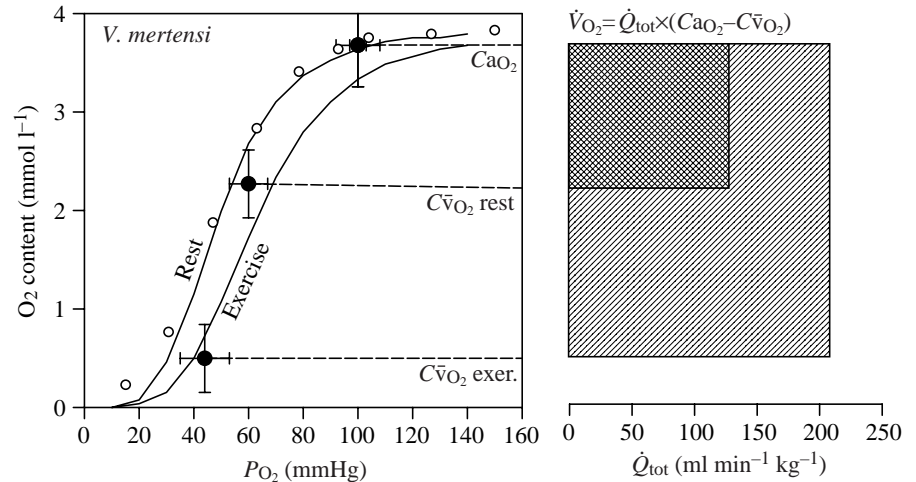 V. mertensi
V̇O₂=Q̇tot×(CaO₂–Cv̄O₂)
4
3
2
1
0
O₂ content (mmol l⁻¹)
CaO₂
Cv̄O₂ rest
Cv̄O₂ exer.
Rest
Exercise
0 20 40 60 80 100 120 140 160
PO₂ (mmHg)
0 50 100 150 200 250
Q̇tot (ml min⁻¹ kg⁻¹)